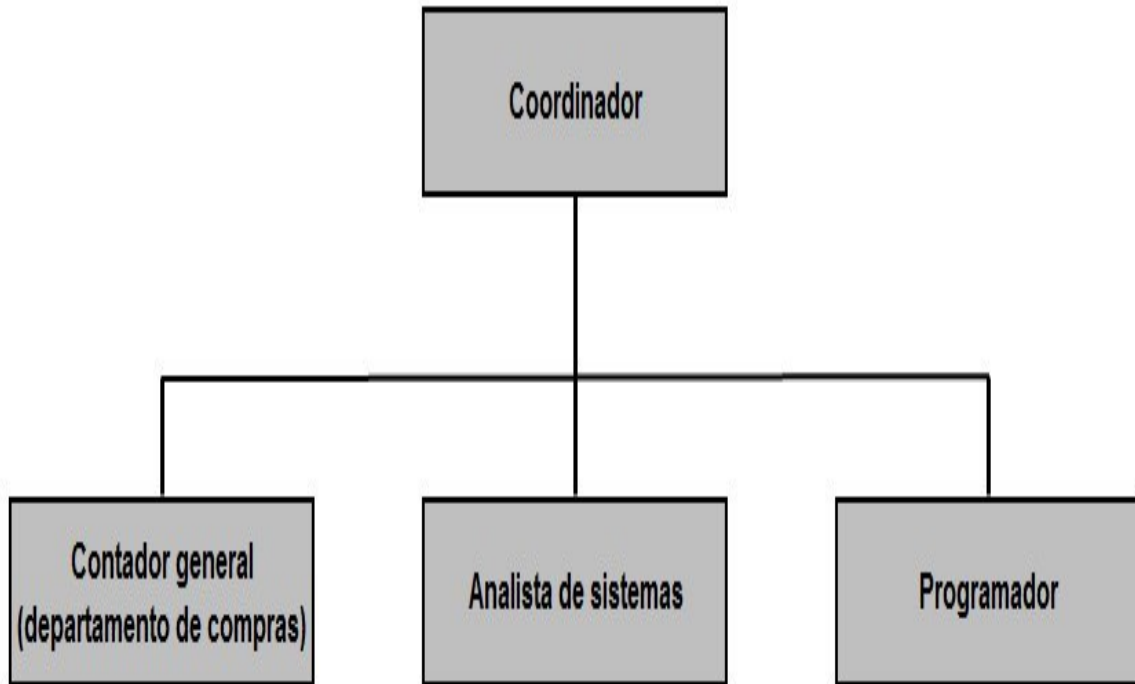 Coordinador
Contador general
(departamento de compras)
Analista de sistemas
Programador